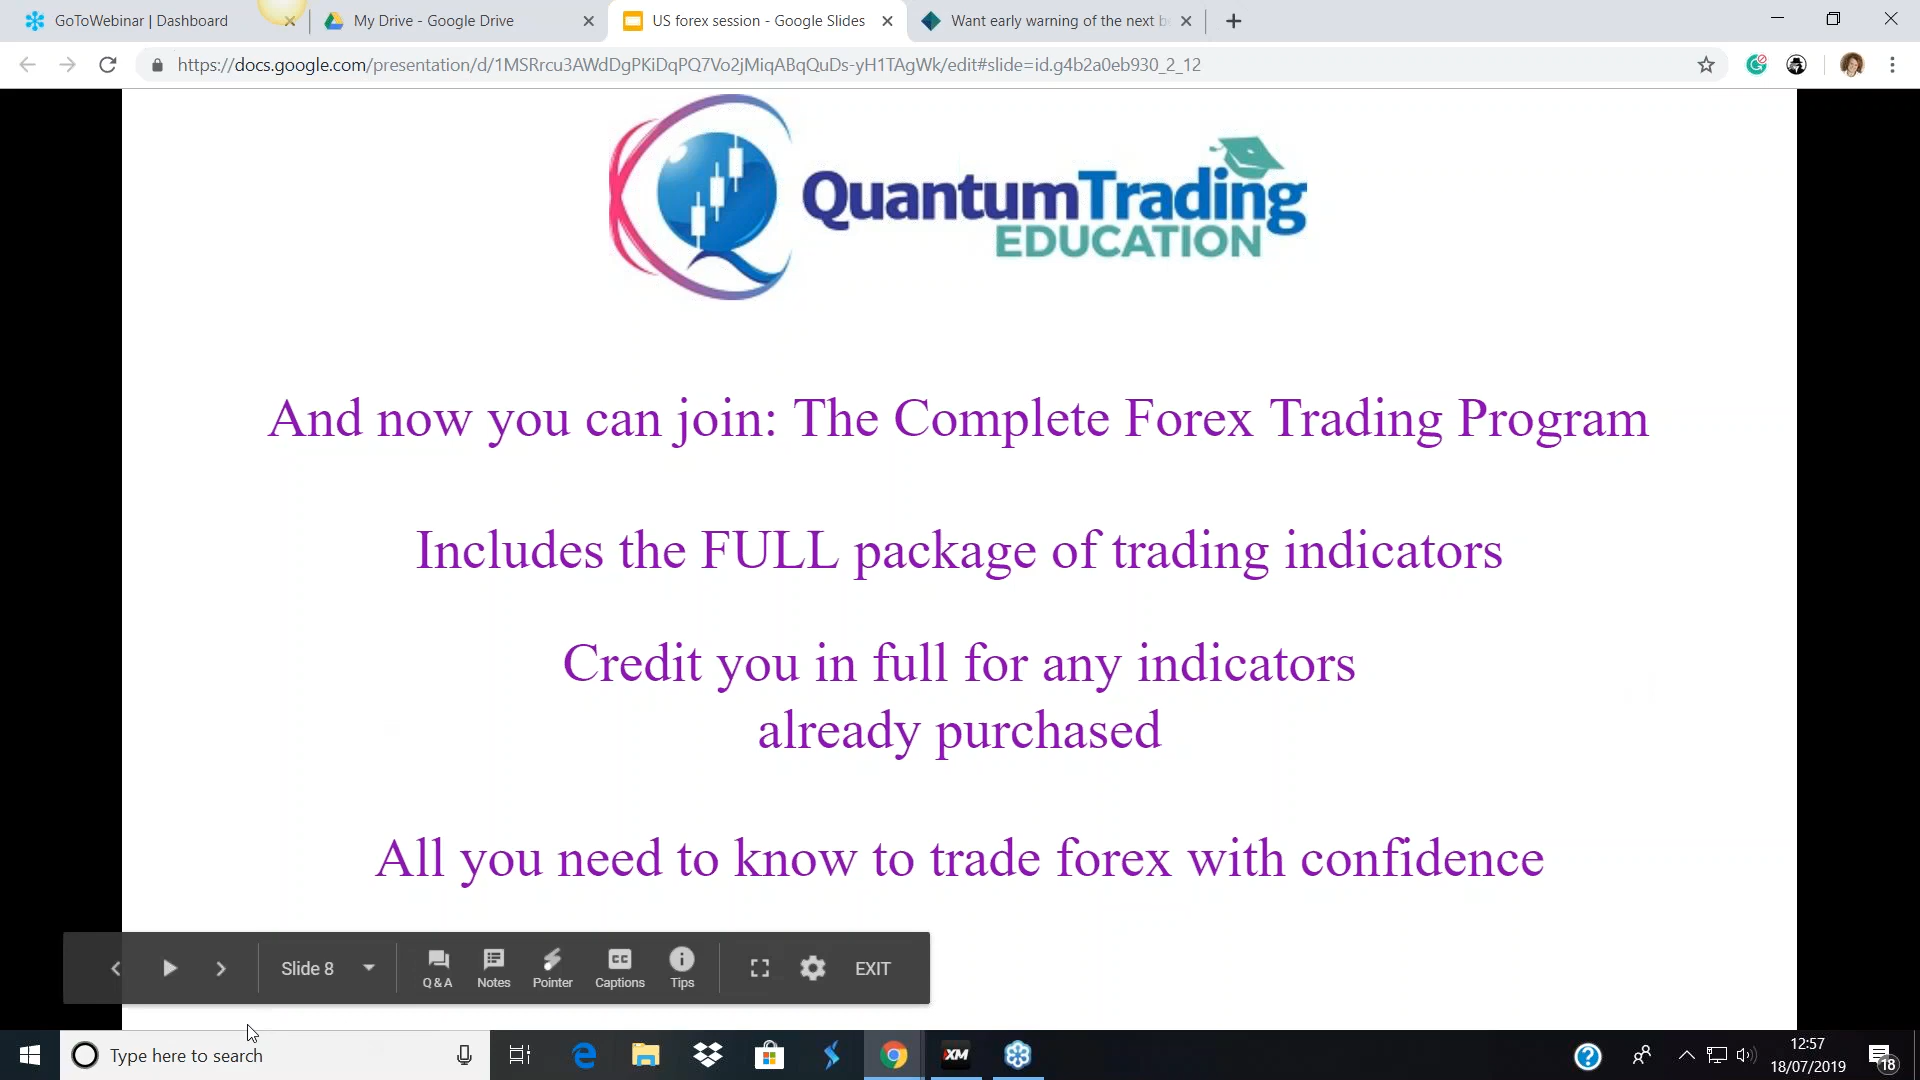 GoToWebinar | Dashboard
My Drive - Google Drive
US forex session - Google Slides
Want early warning of the next b
https://docs.google.com/presentation/d/1MSRrcu3AWdDgPKiDqPQ7Vo2jMiqABqQuDs-yH1TAgWk/edit#slide=id.g4b2a0eb930_2_12
QuantumTrading
EDUCATION
And now you can join: The Complete Forex Trading Program
Includes the FULL package of trading indicators
Credit you in full for any indicators
already purchased
All you need to know to trade forex with confidence
Slide 8
Q & A
Notes
Pointer
CC
Captions
Tips
EXIT
Type here to search
XM
12:57
18/07/2019
18